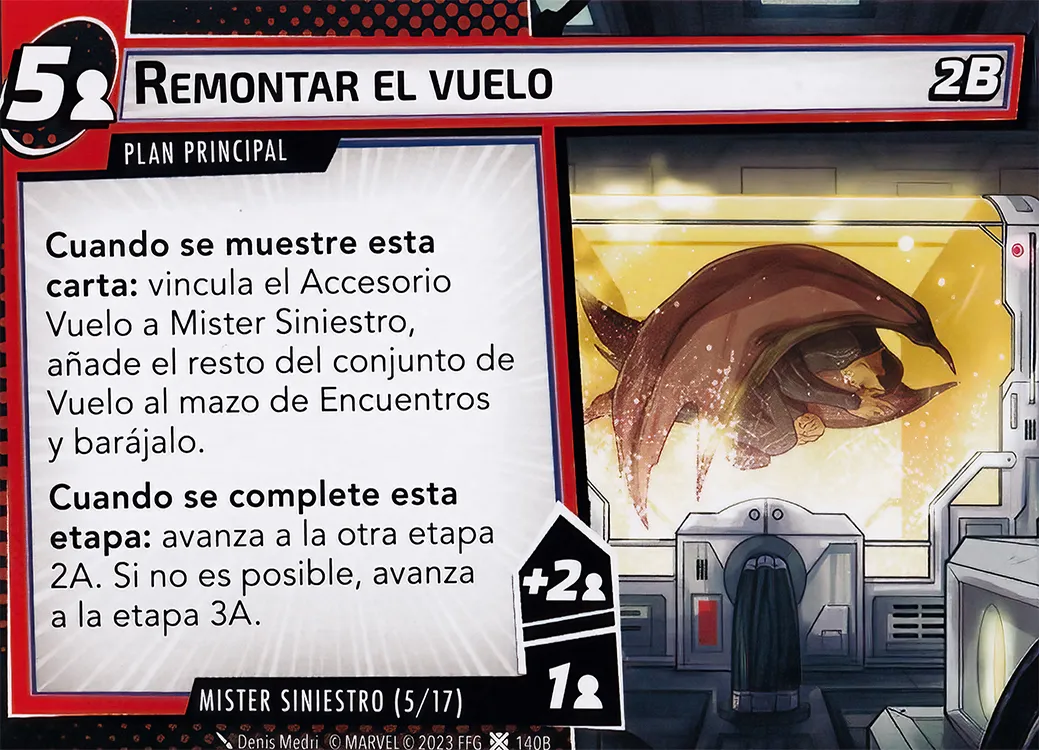 5
REMONTAR EL VUELO
2B
PLAN PRINCIPAL
Cuando se muestre esta
carta: vincula el Accesorio
Vuelo a Mister Siniestro,
añade el resto del conjunto de
Vuelo al mazo de Encuentros
y barájalo.
Cuando se complete esta
etapa: avanza a la otra etapa
2A. Si no es posible, avanza
a la etapa 3A.
+2
1
MISTER SINIESTRO (5/17)
Denis Medri © MARVEL © 2023 FFG 140B